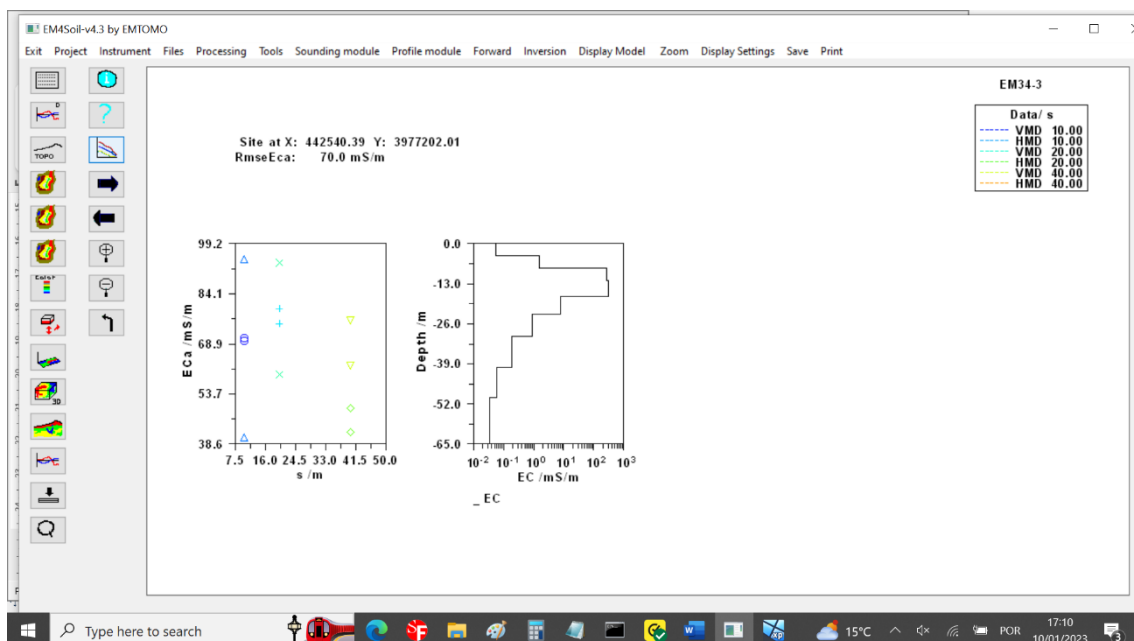 EM4Soil-v4.3 by EMTOMO
Exit Project Instrument Files Processing Tools Sounding module Profile module Forward Inversion Display Model Zoom Display Settings Save Print
EM34-3
Data/ s
VMD 10.00
HMD 10.00
VMD 20.00
HMD 20.00
VMD 40.00
HMD 40.00
D
?
TOPO
Color
3D
Site at X: 442540.39 Y: 3977202.01
RmseEca: 70.0 mS/m
ECa /mS/m
99.2
84.1
68.9
53.7
38.6
7.5 16.0 24.5 33.0 41.5 50.0
s /m
Depth /m
0.0
-13.0
-26.0
-39.0
-52.0
-65.0
10⁻² 10⁻¹ 10⁰ 10¹ 10² 10³
EC /mS/m
_ EC
Type here to search
15°C
POR
17:10
10/01/2023
3